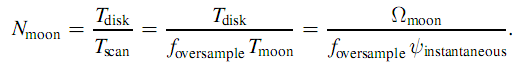 N_moon = T_disk / T_scan = T_disk / (f_oversample T_moon) = Ω_moon / (f_oversample ψ_instantaneous).